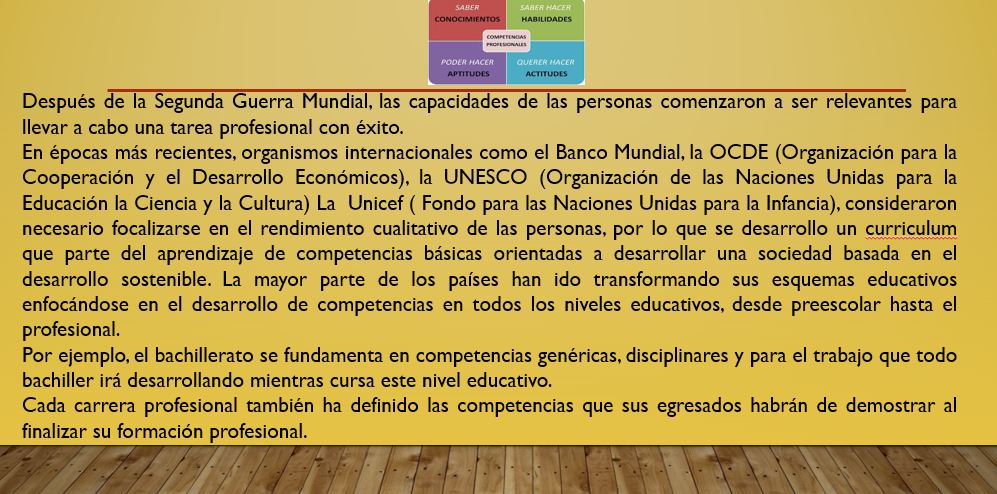 SABER
CONOCIMIENTOS
SABER HACER
HABILIDADES
COMPETENCIAS
PROFESIONALES
PODER HACER
APTITUDES
QUERER HACER
ACTITUDES
Después de la Segunda Guerra Mundial, las capacidades de las personas comenzaron a ser relevantes para
llevar a cabo una tarea profesional con éxito.
En épocas más recientes, organismos internacionales como el Banco Mundial, la OCDE (Organización para la
Cooperación y el Desarrollo Económicos), la UNESCO (Organización de las Naciones Unidas para la
Educación la Ciencia y la Cultura) La Unicef ( Fondo para las Naciones Unidas para la Infancia), consideraron
necesario focalizarse en el rendimiento cualitativo de las personas, por lo que se desarrollo un curriculum
que parte del aprendizaje de competencias básicas orientadas a desarrollar una sociedad basada en el
desarrollo sostenible. La mayor parte de los países han ido transformando sus esquemas educativos
enfocándose en el desarrollo de competencias en todos los niveles educativos, desde preescolar hasta el
profesional.
Por ejemplo, el bachillerato se fundamenta en competencias genéricas, disciplinares y para el trabajo que todo
bachiller irá desarrollando mientras cursa este nivel educativo.
Cada carrera profesional también ha definido las competencias que sus egresados habrán de demostrar al
finalizar su formación profesional.